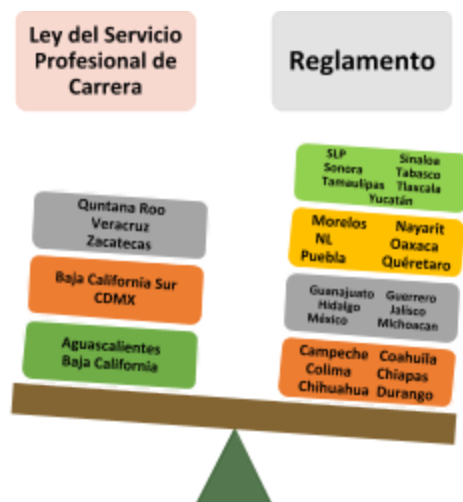 Ley del Servicio
Profesional de
Carrera
Reglamento
Quntana Roo
Veracruz
Zacatecas
Baja California Sur
CDMX
Aguascalientes
Baja California
SLP Sinaloa
Sonora Tabasco
Tamaulipas Tlaxcala
Yucatán
Morelos Nayarit
NL Oaxaca
Puebla Quéretaro
Guanajuato Guerrero
Hidalgo Jalisco
México Michoacan
Campeche Coahuila
Colima Chiapas
Chihuahua Durango